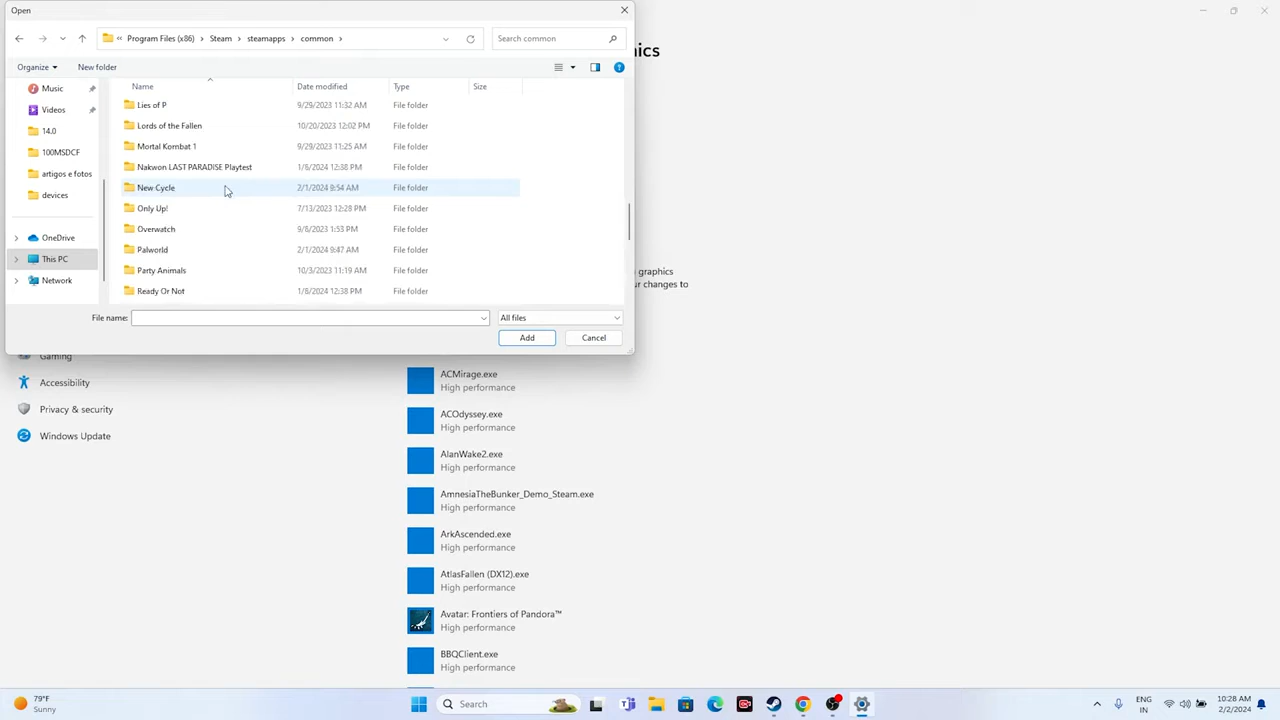 Open
ics
« Program Files (x86) > Steam > steamapps > common >
Search common
Organize
New folder
Name
Date modified
Type
Size
Music
Videos
14.0
100MSDCF
artigos e fotos
devices
OneDrive
This PC
Network
Lies of P 9/29/2023 11:32 AM File folder
Lords of the Fallen 10/20/2023 12:02 PM File folder
Mortal Kombat 1 9/29/2023 11:25 AM File folder
Nakwon LAST PARADISE Playtest 1/8/2024 12:38 PM File folder
New Cycle 2/1/2024 9:54 AM File folder
Only Up! 7/13/2023 12:28 PM File folder
Overwatch 9/8/2023 1:53 PM File folder
Palworld 2/1/2024 9:47 AM File folder
Party Animals 10/3/2023 11:19 AM File folder
Ready Or Not 1/8/2024 12:38 PM File folder
File name:
All files
Add
Cancel
graphics
ur changes to
Gaming
Accessibility
Privacy & security
Windows Update
ACMirage.exe
High performance
ACOdyssey.exe
High performance
AlanWake2.exe
High performance
AmnesiaTheBunker_Demo_Steam.exe
High performance
ArkAscended.exe
High performance
AtlasFallen (DX12).exe
High performance
Avatar: Frontiers of Pandora™
High performance
BBQClient.exe
High performance
79°F
Sunny
Search
ENG
IN
10:28 AM
2/2/2024